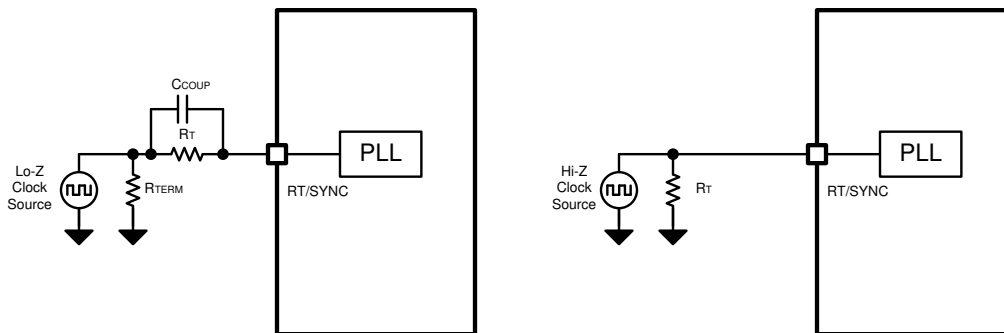 CCOUP
RT
PLL
Lo-Z
Clock
Source
RTERM
RT/SYNC
PLL
Hi-Z
Clock
Source
RT
RT/SYNC